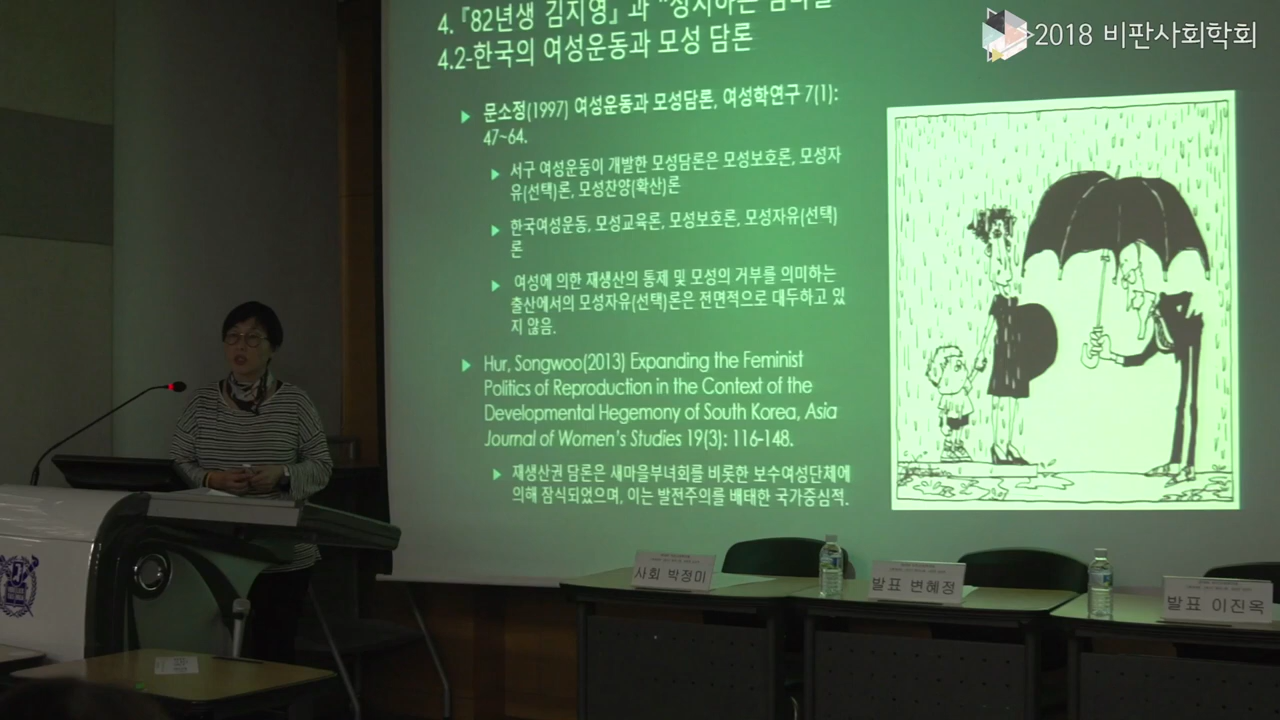 4.『82년생 김지영』과 "정치하는 엄마들
4.2-한국의 여성운동과 모성 담론
2018 비판사회학회
문소정(1997) 여성운동과 모성담론, 여성학연구 7(1):
47~64.
서구 여성운동이 개발한 모성담론은 모성보호론, 모성자
유(선택)론, 모성찬양(확산)론
한국여성운동, 모성교육론, 모성보호론, 모성자유(선택)
론
여성에 의한 재생산의 통제 및 모성의 거부를 의미하는
출산에서의 모성자유(선택)론은 전면적으로 대두하고 있
지 않음.
Hur, Songwoo(2013) Expanding the Feminist
Politics of Reproduction in the Context of the
Developmental Hegemony of South Korea, Asia
Journal of Women's Studies 19(3): 116-148.
재생산권 담론은 새마을부녀회를 비롯한 보수여성단체에
의해 잠식되었으며, 이는 발전주의를 배태한 국가중심적.
사회 박정미
발표 변혜정
발표 이진옥